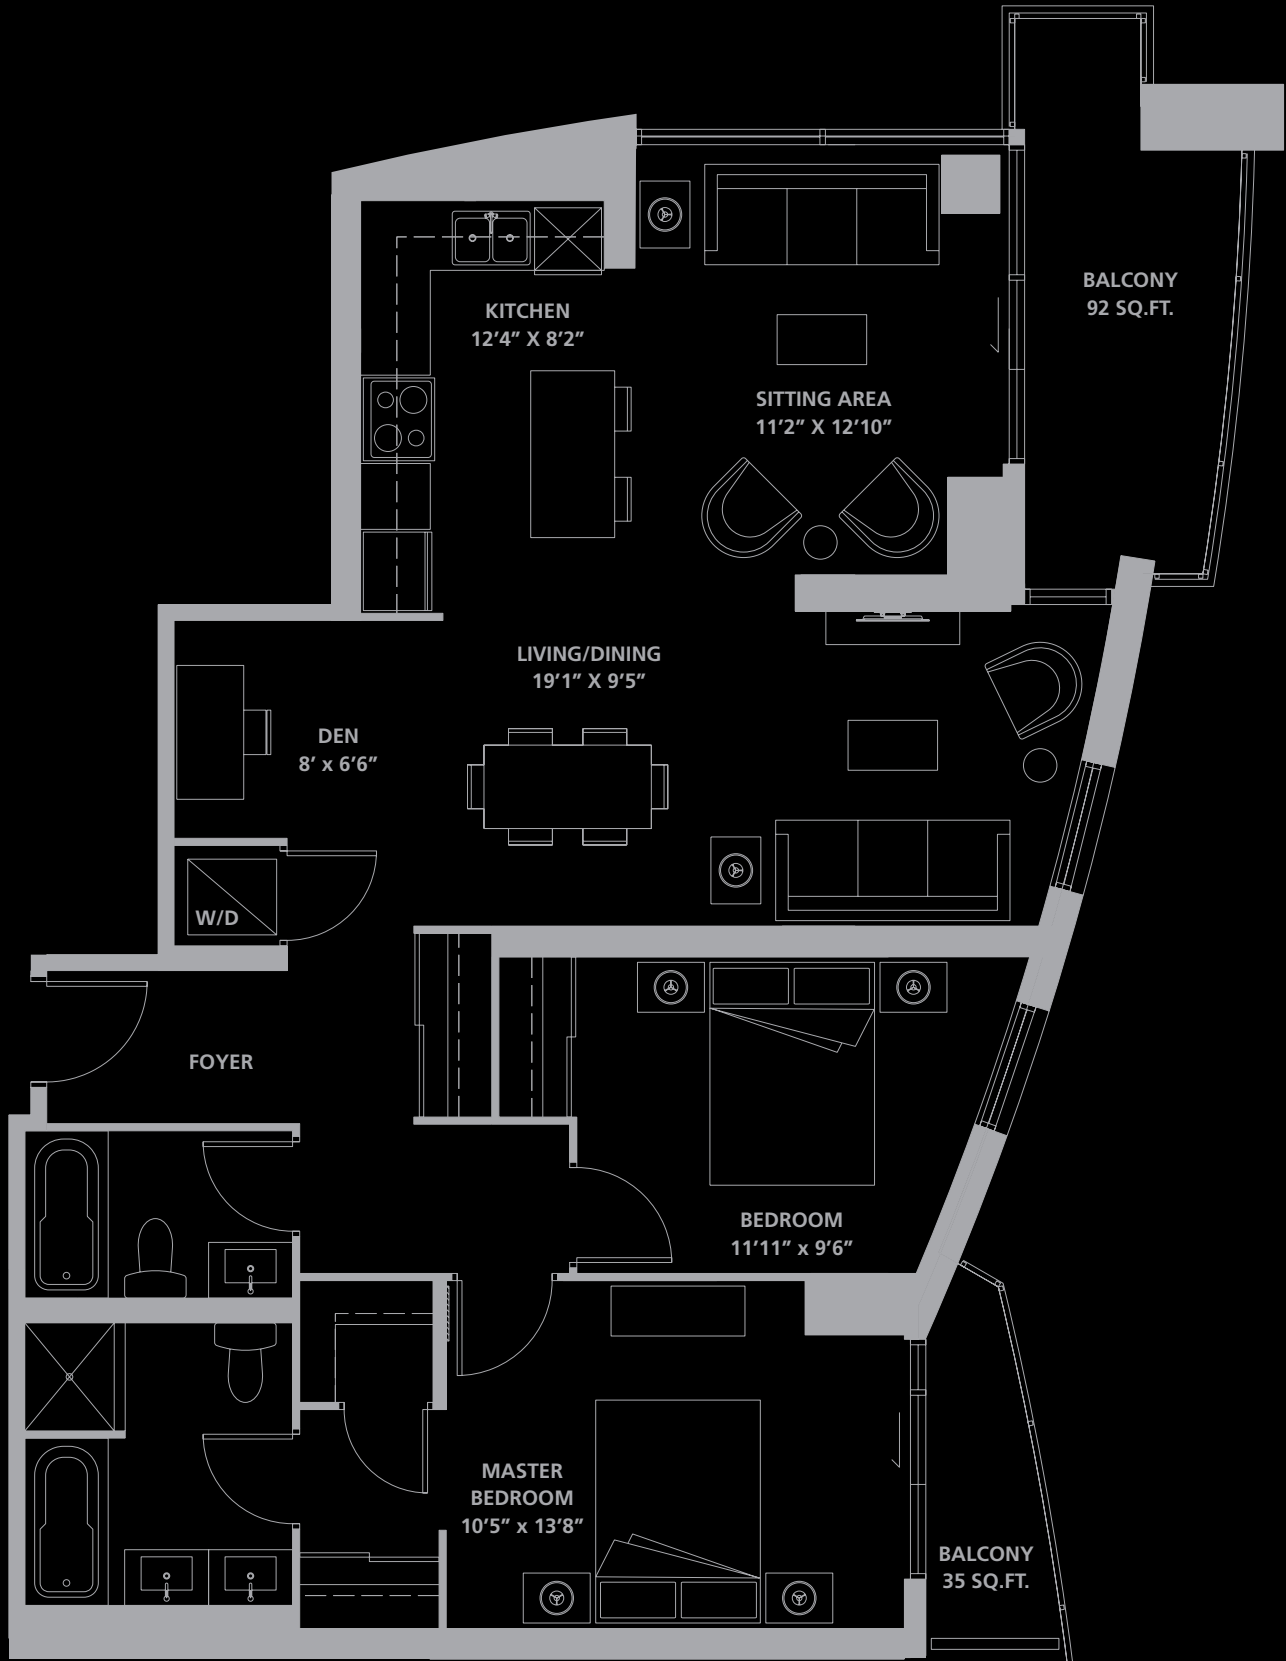 BALCONY
92 SQ.FT.
KITCHEN
12'4" X 8'2"
SITTING AREA
11'2" X 12'10"
LIVING/DINING
19'1" X 9'5"
DEN
8' x 6'6"
W/D
FOYER
BEDROOM
11'11" x 9'6"
MASTER
BEDROOM
10'5" x 13'8"
BALCONY
35 SQ.FT.